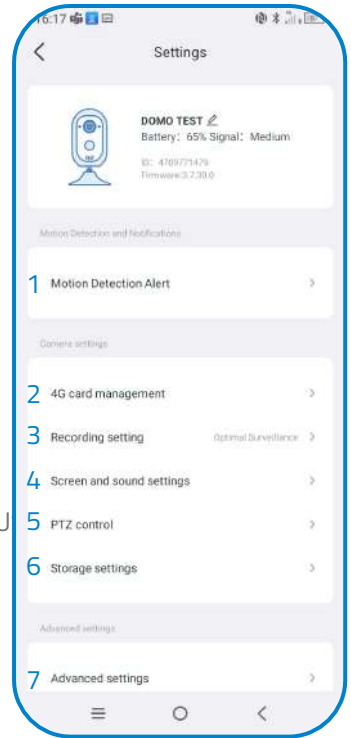 16:17
Settings
DOMO TEST
Battery: 65% Signal: Medium
ID: 4709771479
Firmware:3.7.30.0
Motion Detection and Notifications
1 Motion Detection Alert
Camera settings
2 4G card management
3 Recording setting Optimal Surveillance
4 Screen and sound settings
U 5 PTZ control
6 Storage settings
Advanced settings
7 Advanced settings